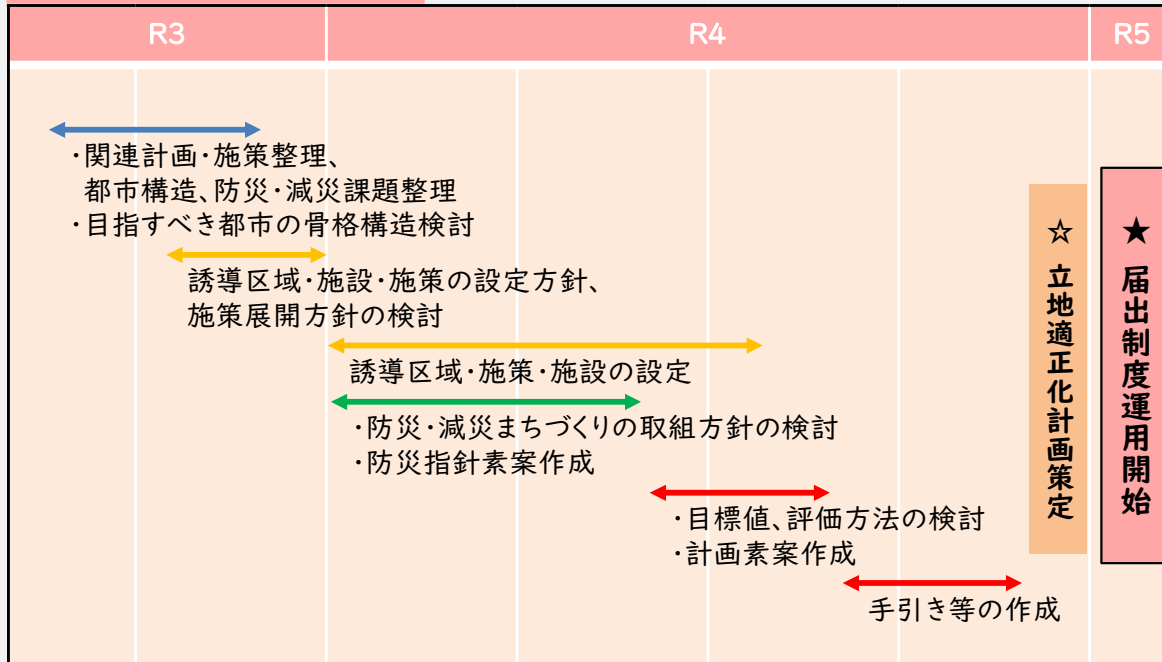 R3
R4
R5
・関連計画・施策整理、
都市構造、防災・減災課題整理
・目指すべき都市の骨格構造検討
誘導区域・施設・施策の設定方針、
施策展開方針の検討
誘導区域・施策・施設の設定
・防災・減災まちづくりの取組方針の検討
・防災指針素案作成
・目標値、評価方法の検討
・計画素案作成
手引き等の作成
☆ 立地適正化計画策定
★ 届出制度運用開始